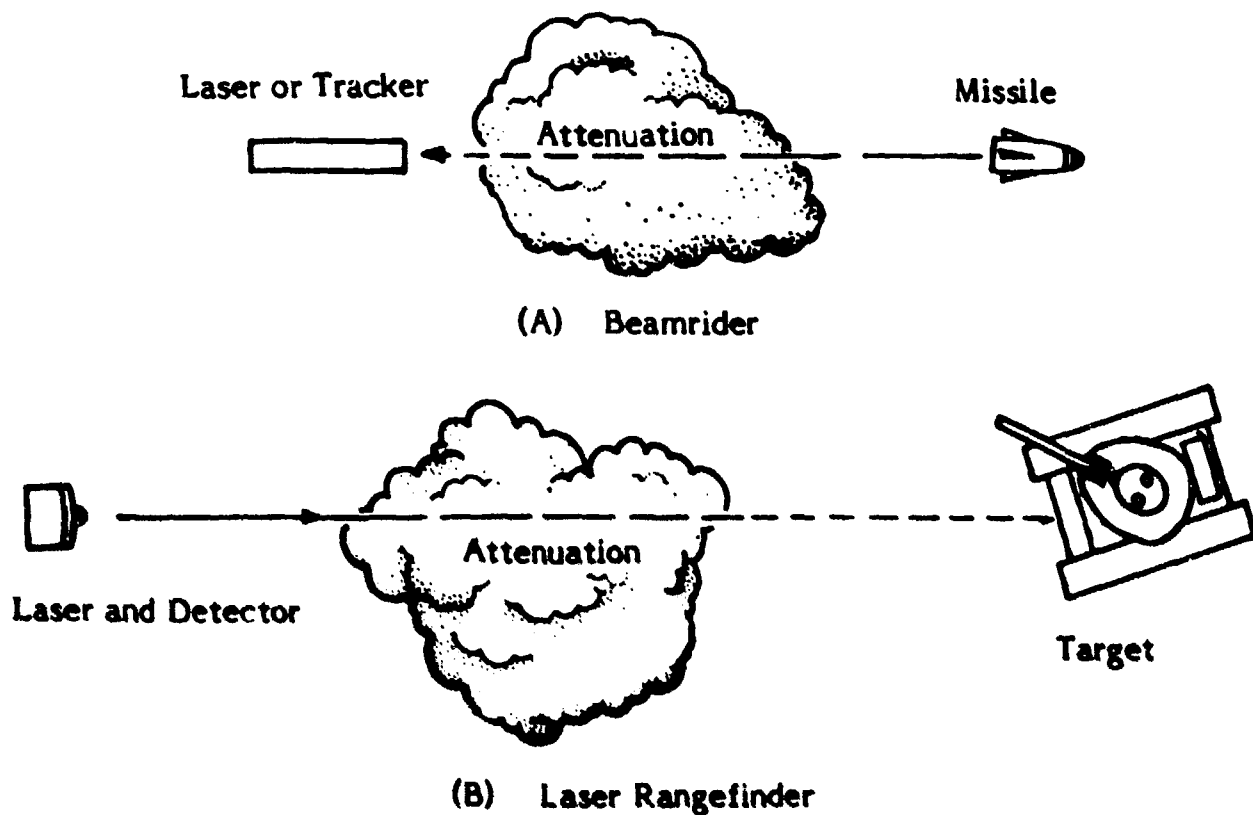 Laser or Tracker
Missile
Attenuation
(A) Beamrider
Attenuation
Laser and Detector
Target
(B) Laser Rangefinder